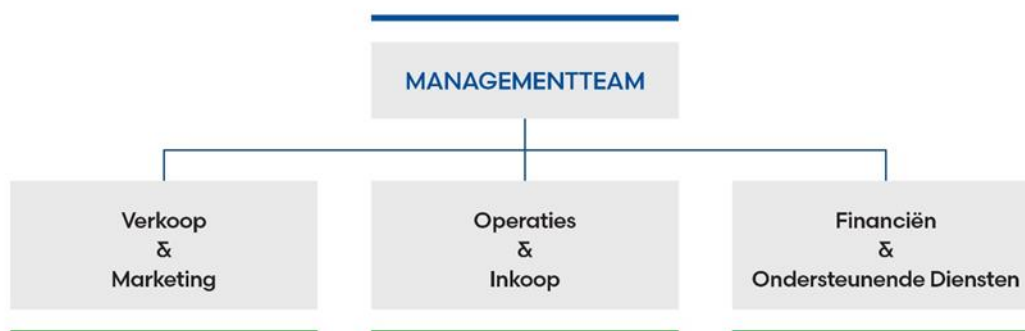 MANAGEMENTTEAM
Verkoop
&
Marketing
Operaties
&
Inkoop
Financiën
&
Ondersteunende Diensten